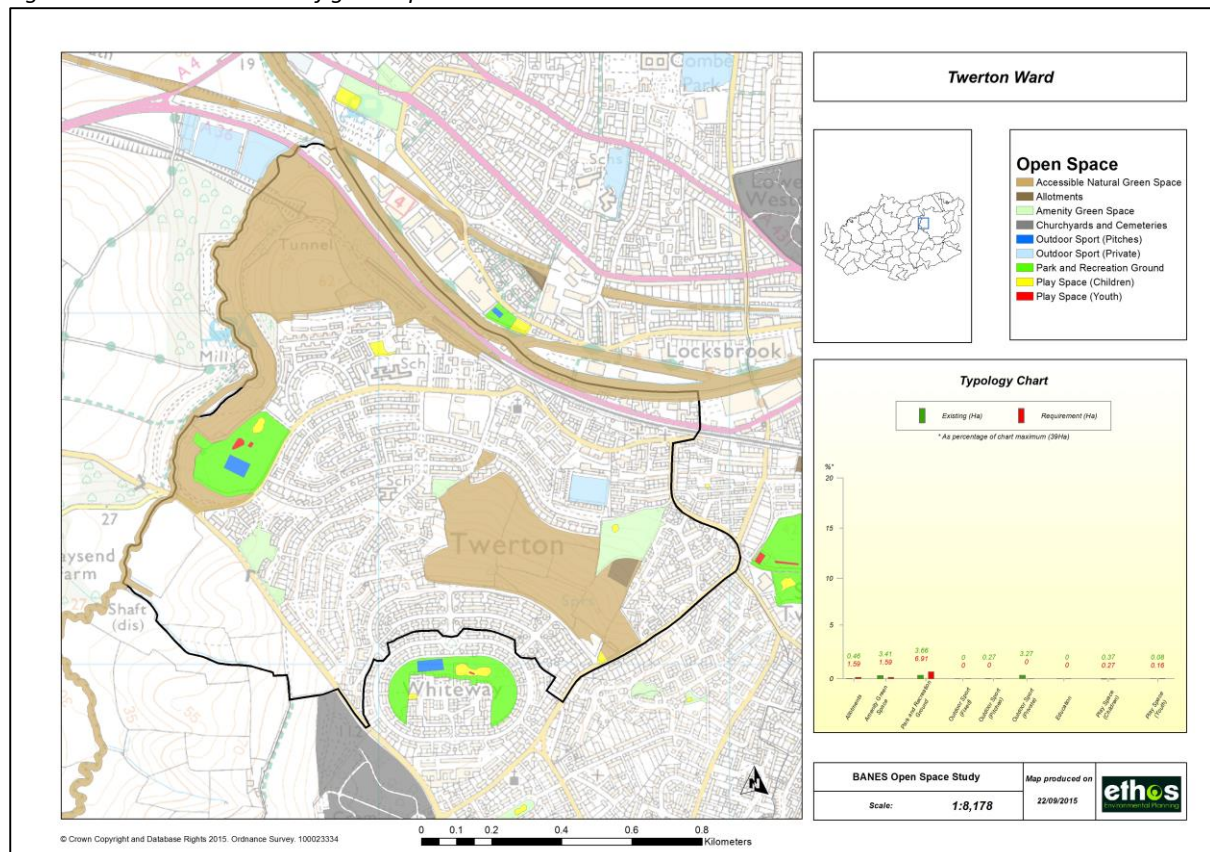 Twerton Ward
Open Space
Accessible Natural Green Space
Allotments
Amenity Green Space
Churchyards and Cemeteries
Outdoor Sport (Pitches)
Outdoor Sport (Private)
Park and Recreation Ground
Play Space (Children)
Play Space (Youth)
A 4
19
Combe
Park
A 36
Schs
4
Lower
Tunnel
Mill
Sch
Locksbrook
Sch
27
Twerton
Shaft
(dis)
Whiteway
112
Typology Chart
Existing (Ha)
Requirement (Ha)
* As percentage of chart maximum (39Ha)
%*
20
15
10
5
0
0.46 3.41 3.66 0 0.27 3.27 0 0.37 0.08
1.59 1.59 6.91 0 0 0 0 0.27 0.16
Allotments
Amenity Green
Space
Park and Recreation
Ground
Outdoor Sport
(Fixed)
Outdoor Sport
(Pitches)
Outdoor Sport
(Private)
Education
Play Space
(Children)
Play Space
(Youth)
N
BANES Open Space Study
Scale: 1:8,178
Map produced on
22/09/2015
ethos
Environmental Planning
© Crown Copyright and Database Rights 2015. Ordnance Survey. 100023334
0 0.1 0.2 0.4 0.6 0.8
Kilometers